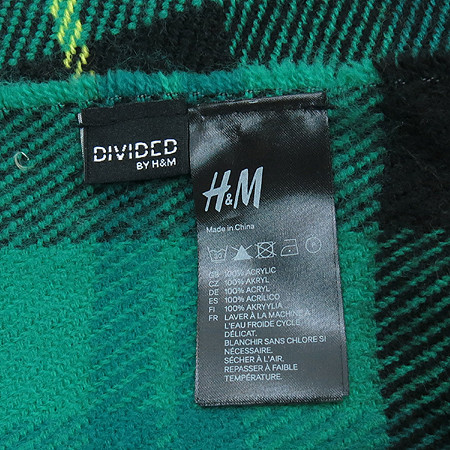 DIVIDED
BY H&M
H&M
Made in China
GB 100% ACRYLIC
CZ 100% AKRYL
DE 100% ACRYL
ES 100% ACRÍLICO
FI 100% AKRYYLIA
FR LAVER À LA MACHINE À
L'EAU FROIDE CYCLE
DÉLICAT.
BLANCHIR SANS CHLORE SI
NÉCESSAIRE.
SÉCHER À L'AIR.
REPASSER À FAIBLE
TEMPÉRATURE.